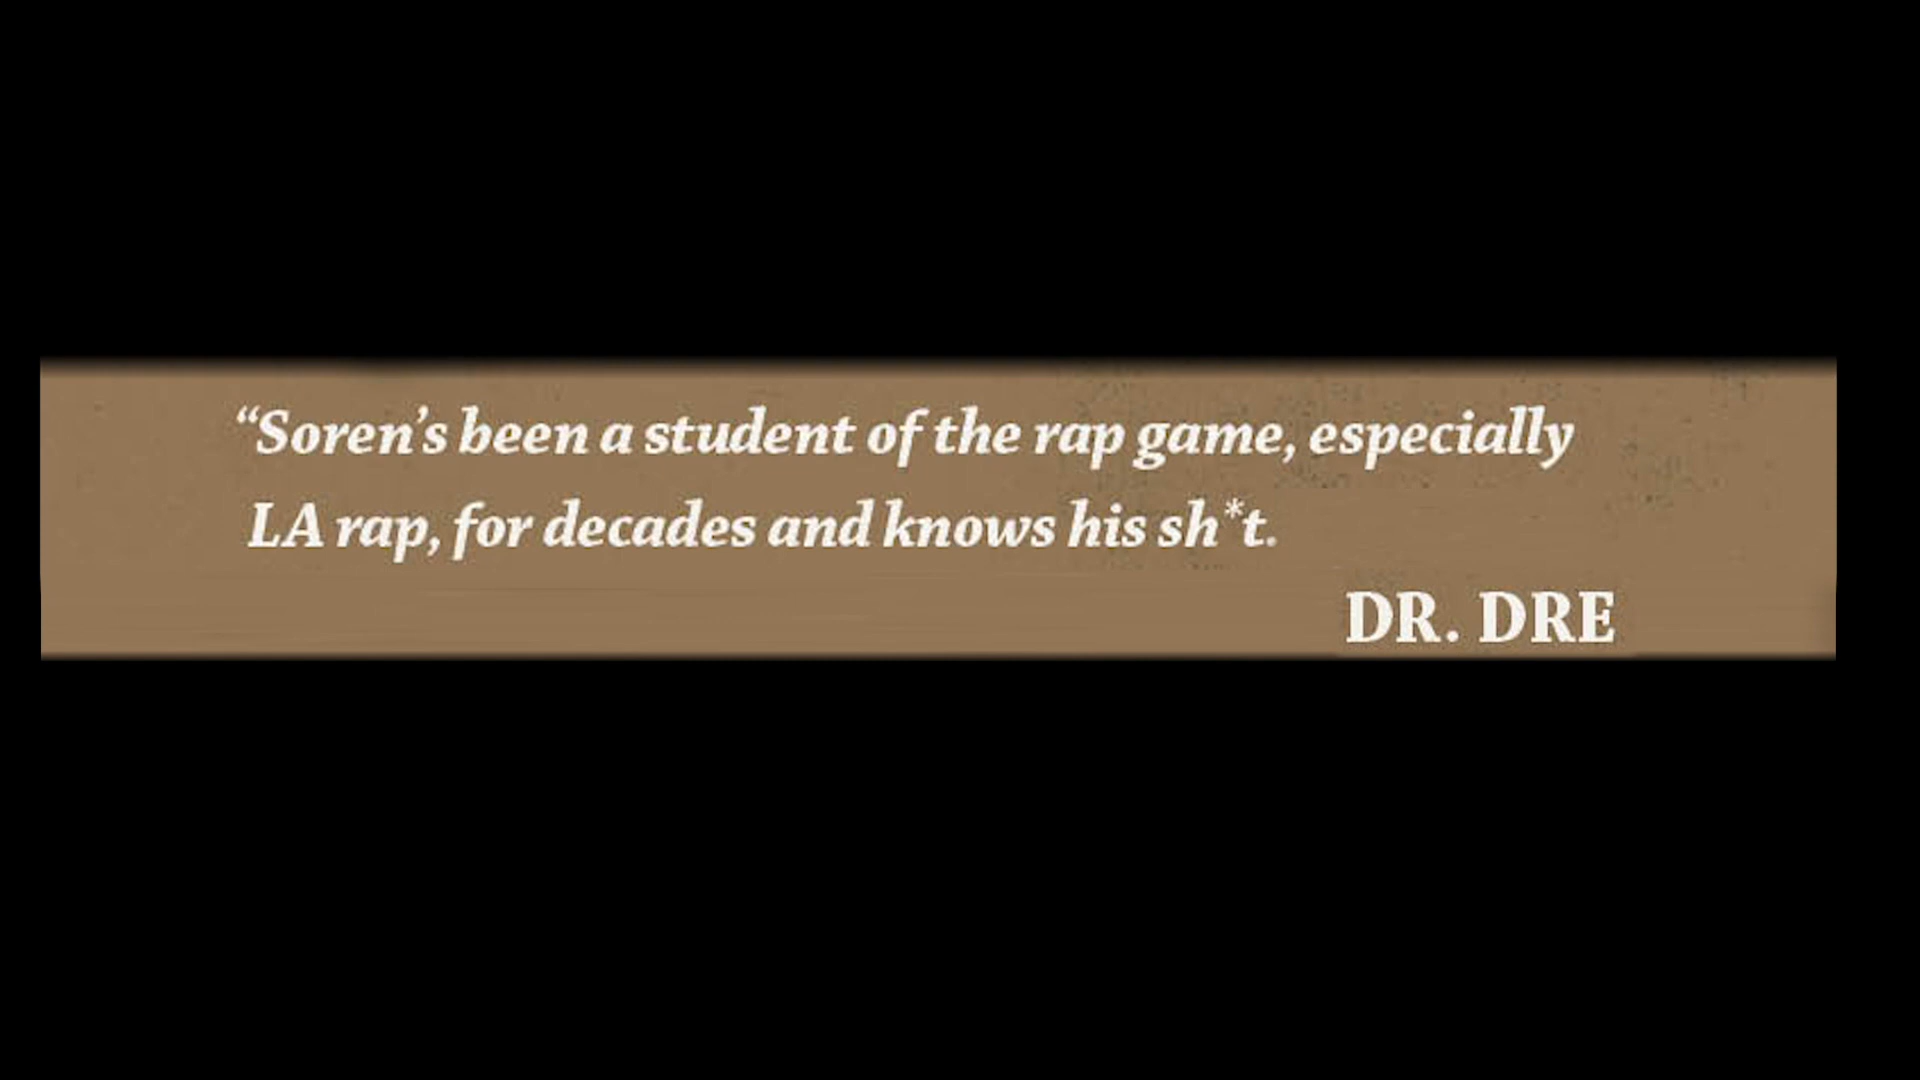 “Soren’s been a student of the rap game, especially
LA rap, for decades and knows his sh*t.
DR. DRE